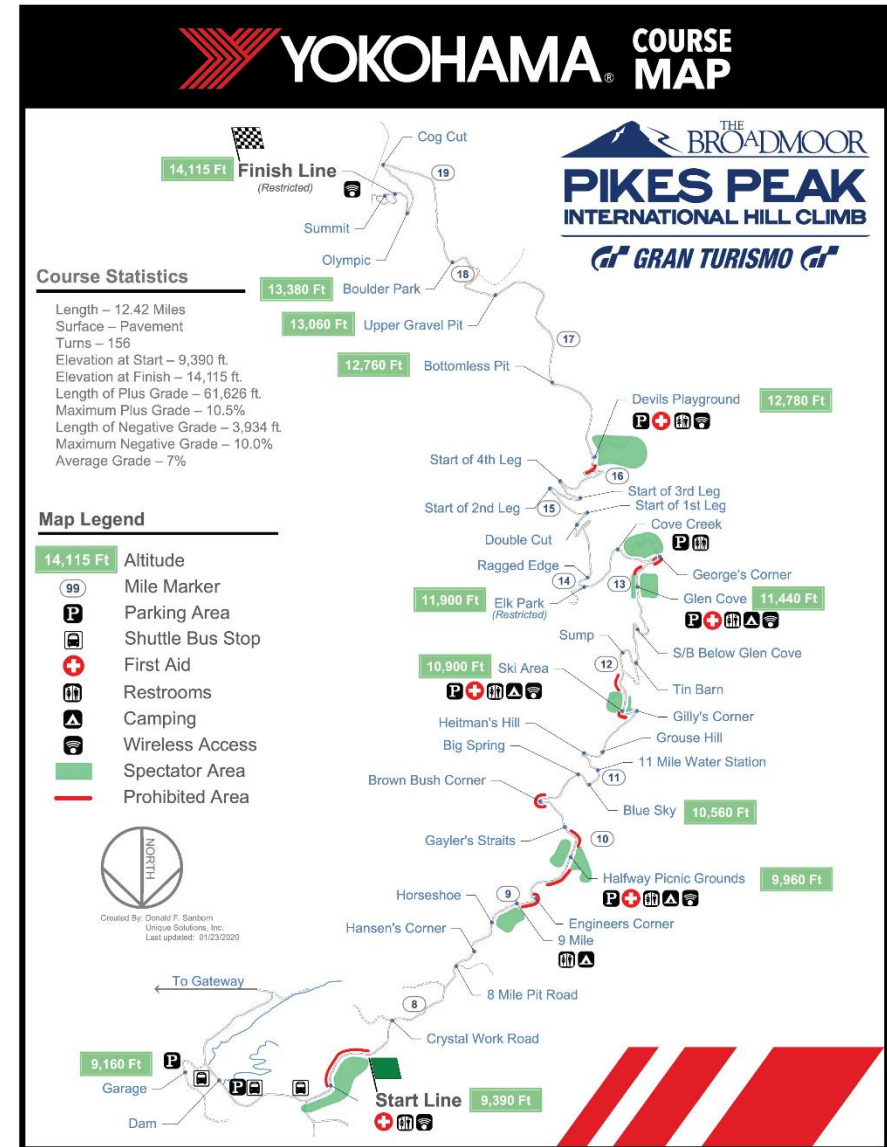 YOKOHAMA® COURSE MAP
THE BROADMOOR
PIKES PEAK
INTERNATIONAL HILL CLIMB
GT GRAN TURISMO GT
Cog Cut
14,115 Ft Finish Line
(Restricted)
19
Summit
Olympic
Course Statistics
Length – 12.42 Miles
Surface – Pavement
Turns – 156
Elevation at Start – 9,390 ft.
Elevation at Finish – 14,115 ft.
Length of Plus Grade – 61,626 ft.
Maximum Plus Grade – 10.5%
Length of Negative Grade – 3,934 ft.
Maximum Negative Grade – 10.0%
Average Grade – 7%
13,380 Ft Boulder Park
18
13,060 Ft Upper Gravel Pit
17
12,760 Ft Bottomless Pit
Devils Playground 12,780 Ft
P
Start of 4th Leg
16
Start of 3rd Leg
Start of 2nd Leg
15
Start of 1st Leg
Double Cut
Cove Creek
P
Ragged Edge
14
13
George's Corner
11,900 Ft Elk Park
(Restricted)
Glen Cove 11,440 Ft
P
Sump
S/B Below Glen Cove
12
10,900 Ft Ski Area
P
Tin Barn
Gilly's Corner
Heitman's Hill
Grouse Hill
Big Spring
11 Mile Water Station
11
Brown Bush Corner
Blue Sky 10,560 Ft
Gayler's Straits
10
Halfway Picnic Grounds 9,960 Ft
P
Horseshoe
9
Engineers Corner
Hansen's Corner
9 Mile
8 Mile Pit Road
8
Crystal Work Road
Map Legend
14,115 Ft Altitude
99 Mile Marker
P Parking Area
Shuttle Bus Stop
First Aid
Restrooms
Camping
Wireless Access
Spectator Area
Prohibited Area
NORTH
Created By: Donald F. Sanborn
Unique Solutions, Inc.
Last updated: 01/23/2020
To Gateway
9,160 Ft P
Garage
P
Dam
Start Line 9,390 Ft